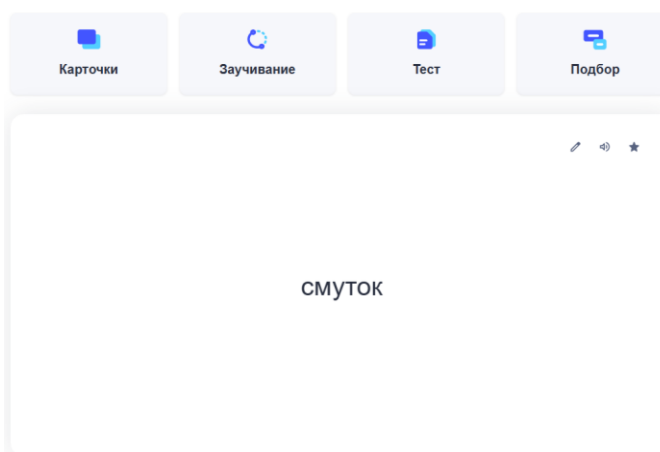 Карточки
Заучивание
Тест
Подбор
смуток